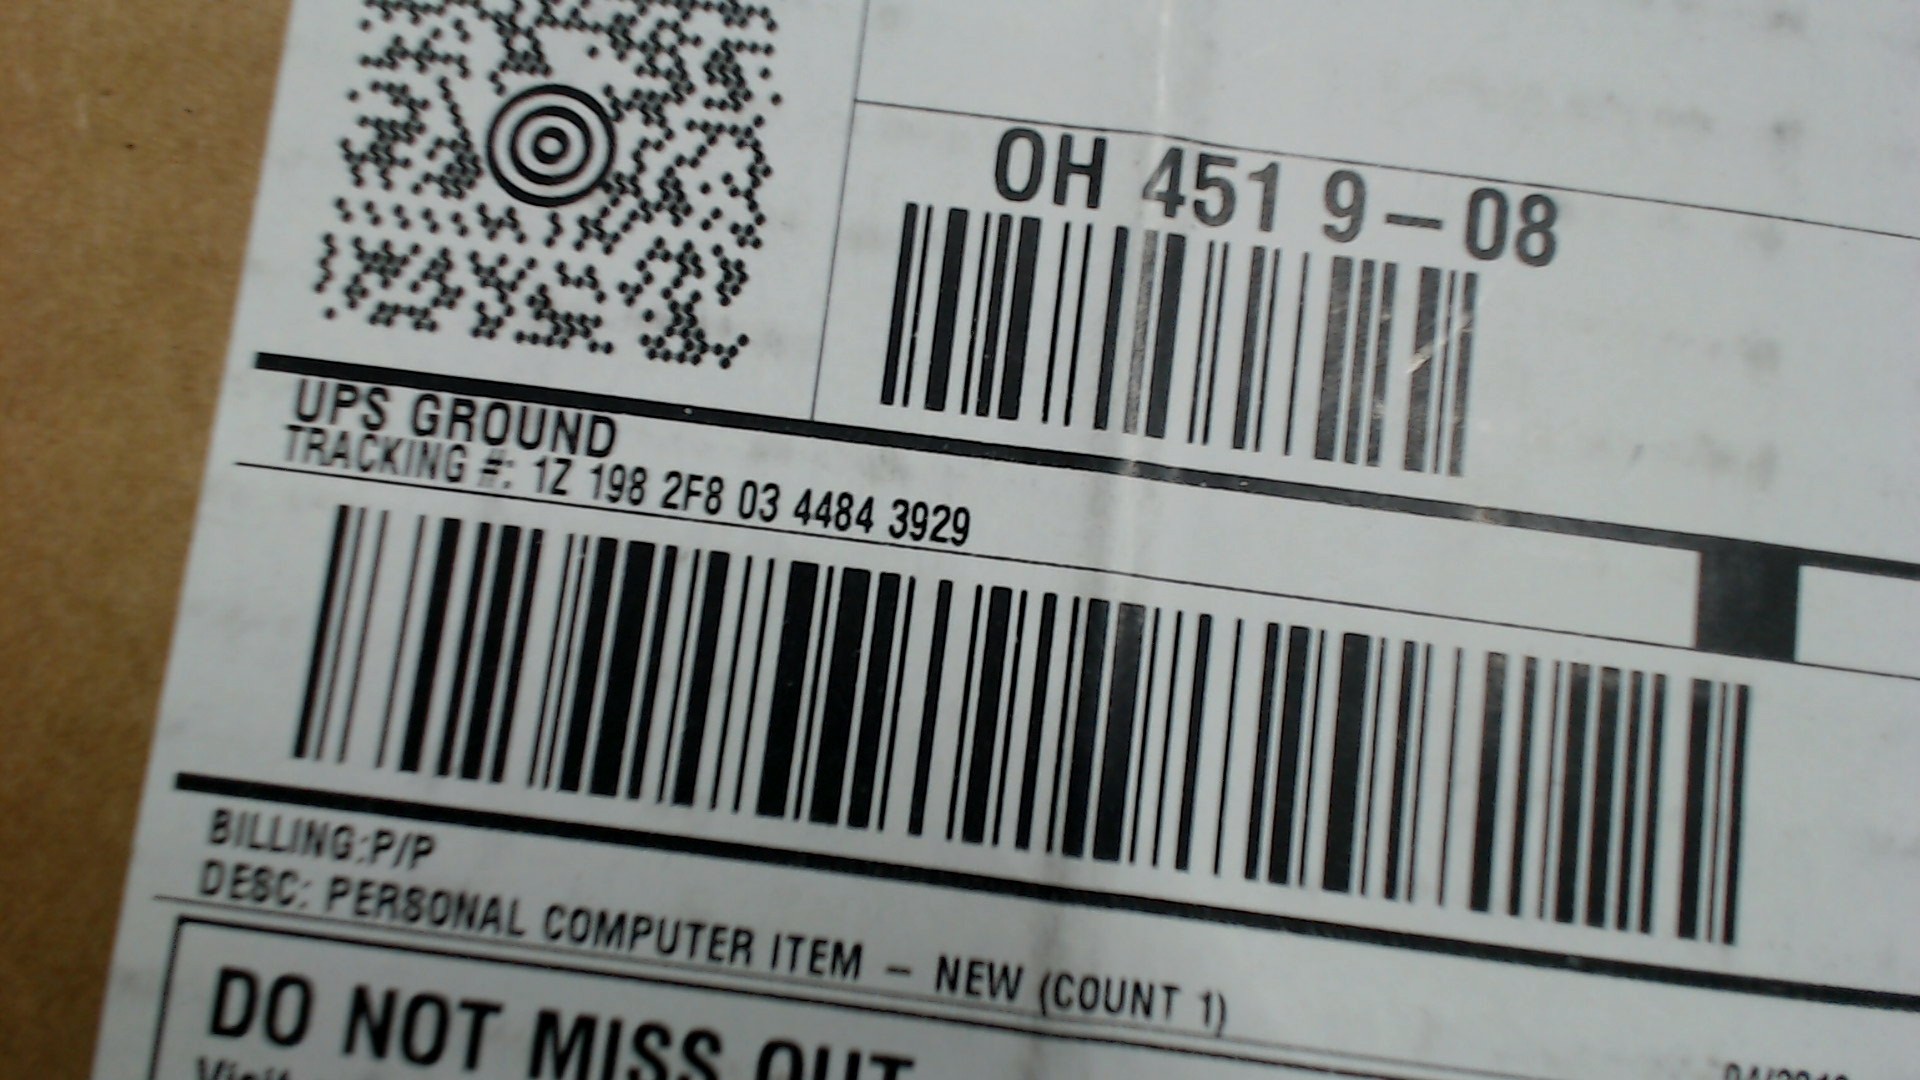 OH 451 9-08
UPS GROUND
TRACKING #: 1Z 198 2F8 03 4484 3929
BILLING:P/P
DESC: PERSONAL COMPUTER ITEM - NEW (COUNT 1)
DO NOT MISS OUT
Visit